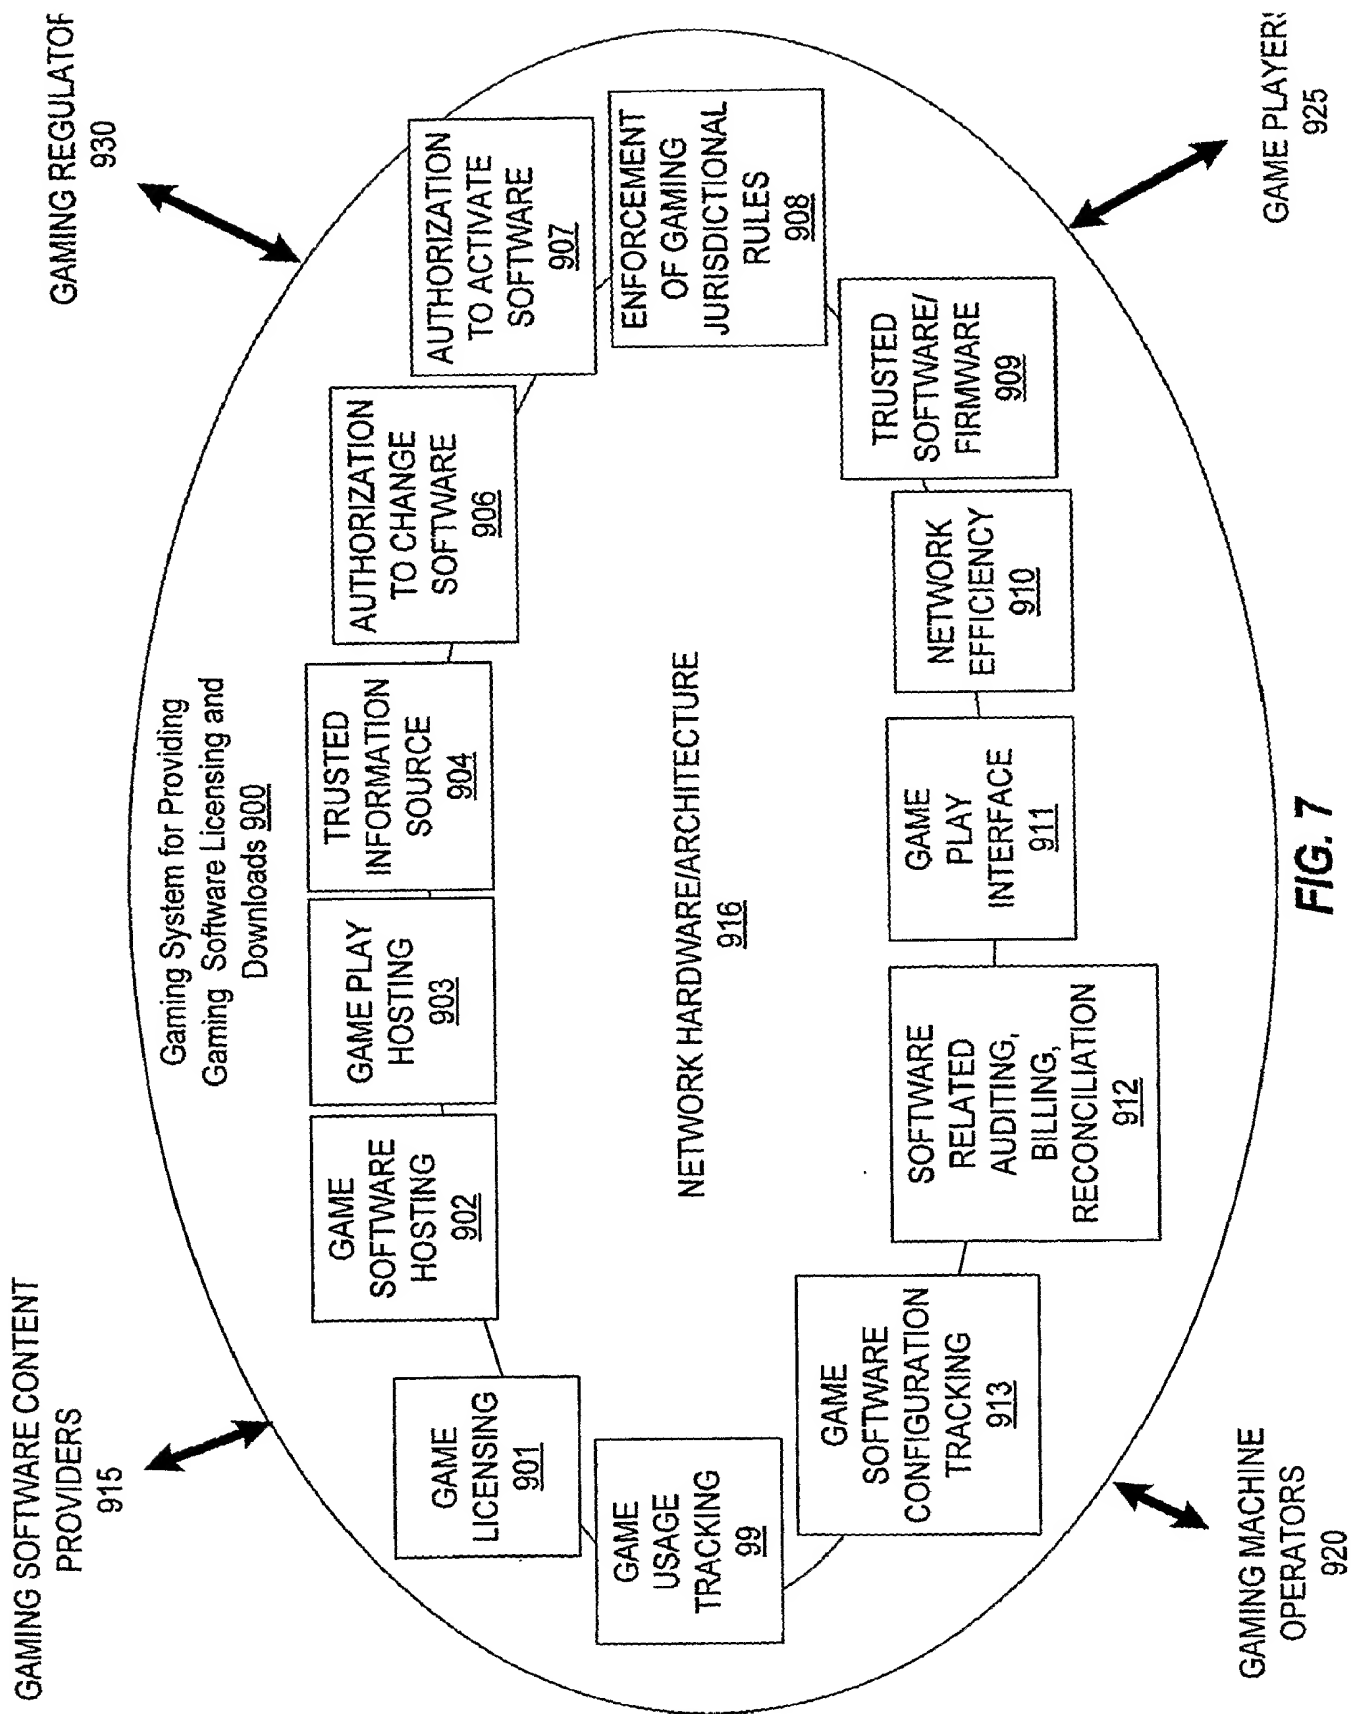 GAMING SOFTWARE CONTENT
PROVIDERS
915
GAMING REGULATOR
930
Gaming System for Providing
Gaming Software Licensing and
Downloads 900
GAME
LICENSING
901
GAME
SOFTWARE
HOSTING
902
GAME PLAY
HOSTING
903
TRUSTED
INFORMATION
SOURCE
904
AUTHORIZATION
TO CHANGE
SOFTWARE
906
AUTHORIZATION
TO ACTIVATE
SOFTWARE
907
GAME
USAGE
TRACKING
99
NETWORK HARDWARE/ARCHITECTURE
916
ENFORCEMENT
OF GAMING
JURISDICTIONAL
RULES
908
GAME
SOFTWARE
CONFIGURATION
TRACKING
913
SOFTWARE
RELATED
AUDITING,
BILLING,
RECONCILIATION
912
GAME
PLAY
INTERFACE
911
NETWORK
EFFICIENCY
910
TRUSTED
SOFTWARE/
FIRMWARE
909
GAMING MACHINE
OPERATORS
920
GAME PLAYERS
925
FIG. 7